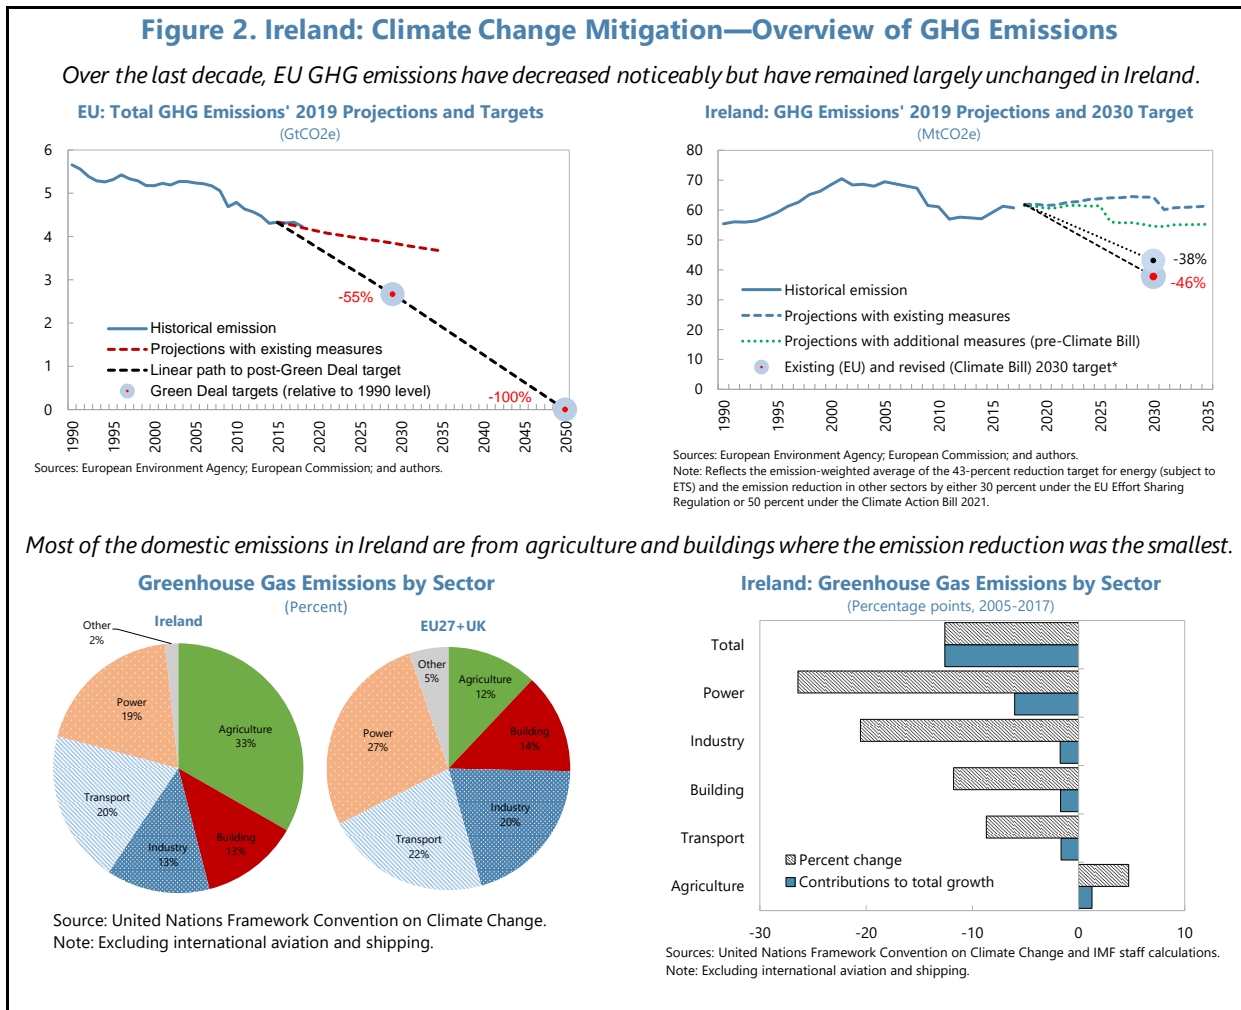 Figure 2. Ireland: Climate Change Mitigation—Overview of GHG Emissions
Over the last decade, EU GHG emissions have decreased noticeably but have remained largely unchanged in Ireland.
EU: Total GHG Emissions' 2019 Projections and Targets
(GtCO2e)
6
5
4
3
2
1
0
-55%
-100%
Historical emission
Projections with existing measures
Linear path to post-Green Deal target
Green Deal targets (relative to 1990 level)
1990
1995
2000
2005
2010
2015
2020
2025
2030
2035
2040
2045
2050
Sources: European Environment Agency; European Commission; and authors.
Ireland: GHG Emissions' 2019 Projections and 2030 Target
(MtCO2e)
80
70
60
50
40
30
20
10
0
-38%
-46%
Historical emission
Projections with existing measures
Projections with additional measures (pre-Climate Bill)
Existing (EU) and revised (Climate Bill) 2030 target*
1990
1995
2000
2005
2010
2015
2020
2025
2030
2035
Sources: European Environment Agency; European Commission; and authors.
Note: Reflects the emission-weighted average of the 43-percent reduction target for energy (subject to
ETS) and the emission reduction in other sectors by either 30 percent under the EU Effort Sharing
Regulation or 50 percent under the Climate Action Bill 2021.
Most of the domestic emissions in Ireland are from agriculture and buildings where the emission reduction was the smallest.
Greenhouse Gas Emissions by Sector
(Percent)
Ireland
Other
2%
Agriculture
33%
Building
13%
Industry
13%
Transport
20%
Power
19%
EU27+UK
Other
5%
Agriculture
12%
Building
14%
Industry
20%
Transport
22%
Power
27%
Source: United Nations Framework Convention on Climate Change.
Note: Excluding international aviation and shipping.
Ireland: Greenhouse Gas Emissions by Sector
(Percentage points, 2005-2017)
Total
Power
Industry
Building
Transport
Agriculture
Percent change
Contributions to total growth
-30
-20
-10
0
10
Sources: United Nations Framework Convention on Climate Change and IMF staff calculations.
Note: Excluding international aviation and shipping.